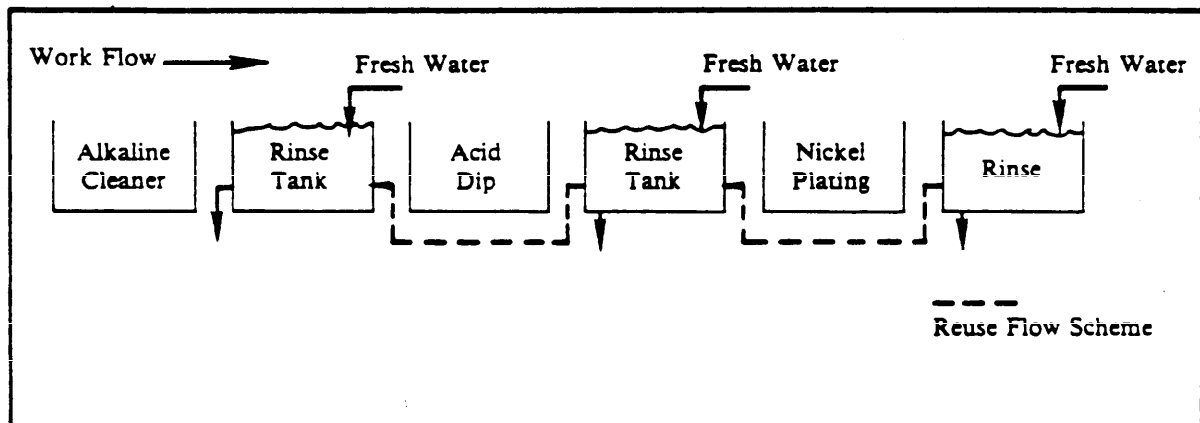 Work Flow
Fresh Water
Fresh Water
Fresh Water
Alkaline
Cleaner
Rinse
Tank
Acid
Dip
Rinse
Tank
Nickel
Plating
Rinse
Reuse Flow Scheme